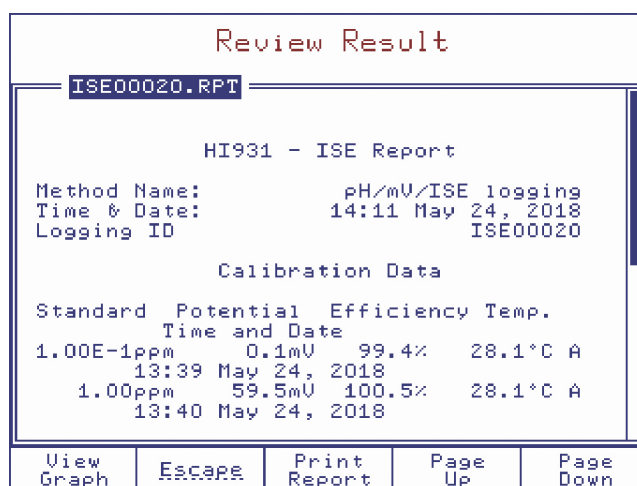 Review Result
ISE00020.RPT
HI931 - ISE Report
Method Name: pH/mV/ISE logging
Time & Date: 14:11 May 24, 2018
Logging ID ISE00020
Calibration Data
Standard Potential Efficiency Temp.
Time and Date
1.00E-1ppm 0.1mV 99.4% 28.1°C A
13:39 May 24, 2018
1.00ppm 59.5mV 100.5% 28.1°C A
13:40 May 24, 2018
View Graph Escape Print Report Page Up Page Down